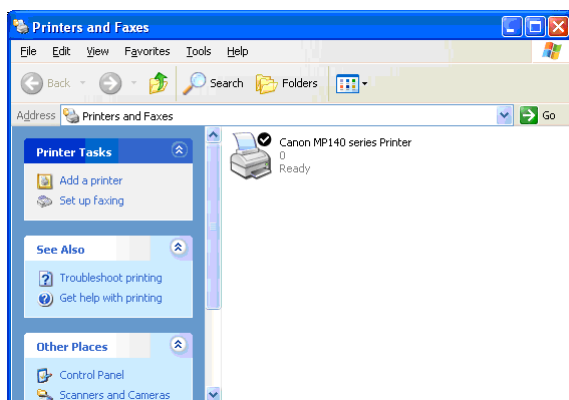 Printers and Faxes
File Edit View Favorites Tools Help
Back Search Folders
Address Printers and Faxes Go
Printer Tasks
Add a printer
Set up faxing
See Also
Troubleshoot printing
Get help with printing
Other Places
Control Panel
Scanners and Cameras
Canon MP140 series Printer
0
Ready